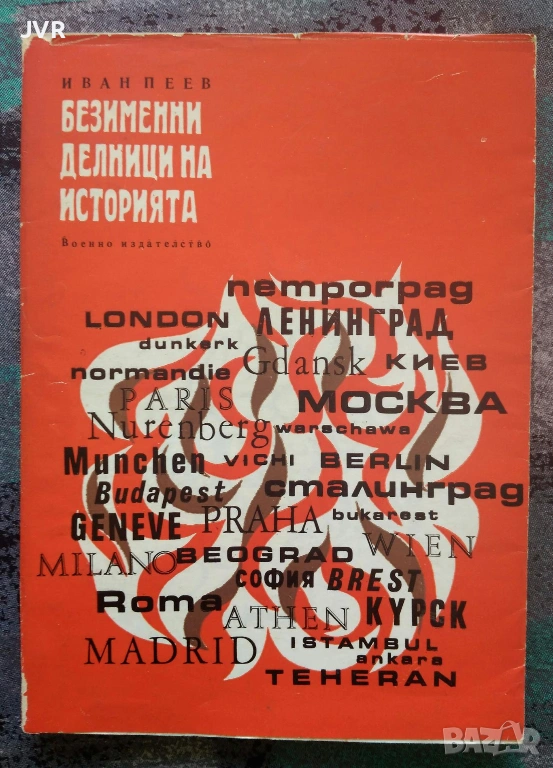 JVR
ИВАН ПЕЕВ
БЕЗИМЕННИ
ДЕЛНИЦИ НА
ИСТОРИЯТА
Военно издателство
петроград
LONDON ЛЕНИНГРАД
dunkerk
Gdansk КИЕВ
normandie
PARIS МОСКВА
Nurenberg warschawa
Munchen VICHI BERLIN
Budapest сталинград
GENEVE PRAHA bukarest
MILANO BEOGRAD WIEN
СОФИЯ BREST
Roma ATHEN КУРСК
MADRID ISTAMBUL
ankara
TEHERAN
BAZAR